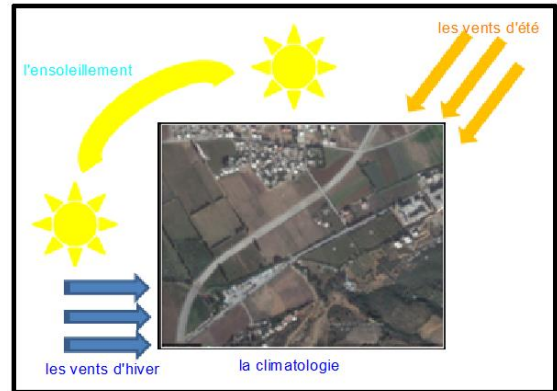 les vents d'été
l'ensoleillement
les vents d'hiver
la climatologie